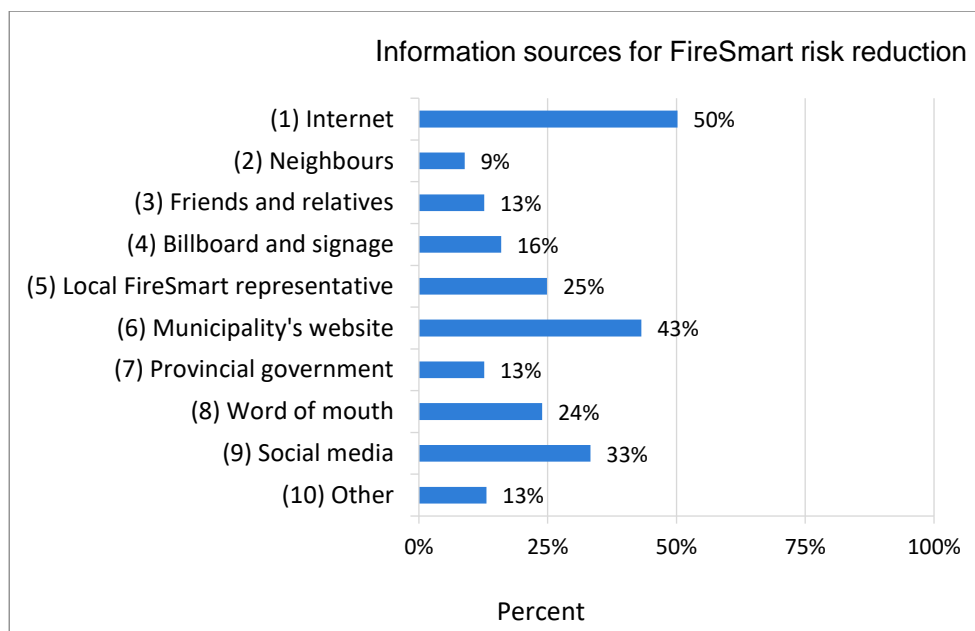 Information sources for FireSmart risk reduction
(1) Internet 50%
(2) Neighbours 9%
(3) Friends and relatives 13%
(4) Billboard and signage 16%
(5) Local FireSmart representative 25%
(6) Municipality's website 43%
(7) Provincial government 13%
(8) Word of mouth 24%
(9) Social media 33%
(10) Other 13%
0% 25% 50% 75% 100%
Percent